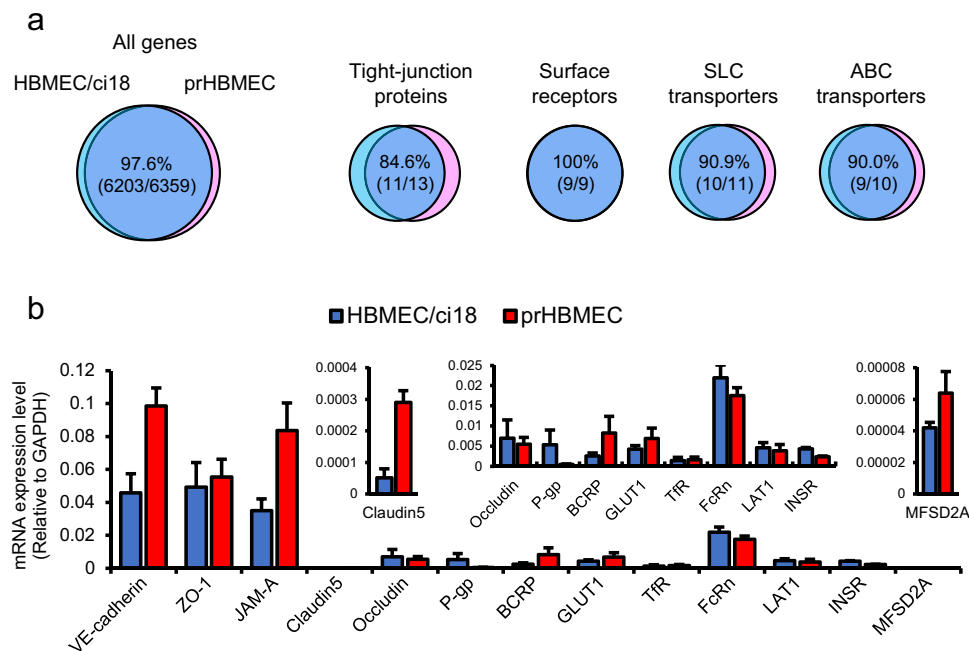 a
All genes
HBMEC/ci18 prHBMEC
97.6%
(6203/6359)
Tight-junction
proteins
84.6%
(11/13)
Surface
receptors
100%
(9/9)
SLC
transporters
90.9%
(10/11)
ABC
transporters
90.0%
(9/10)
b
HBMEC/ci18 prHBMEC
mRNA expression level
(Relative to GAPDH)
0.12
0.1
0.08
0.06
0.04
0.02
0
0.0004
0.0003
0.0002
0.0001
0
Claudin5
0.025
0.02
0.015
0.01
0.005
0
Occludin
P-gp
BCRP
GLUT1
TfR
FcRn
LAT1
INSR
0.00008
0.00006
0.00004
0.00002
0
MFSD2A
VE-cadherin
ZO-1
JAM-A
Claudin5
Occludin
P-gp
BCRP
GLUT1
TfR
FcRn
LAT1
INSR
MFSD2A